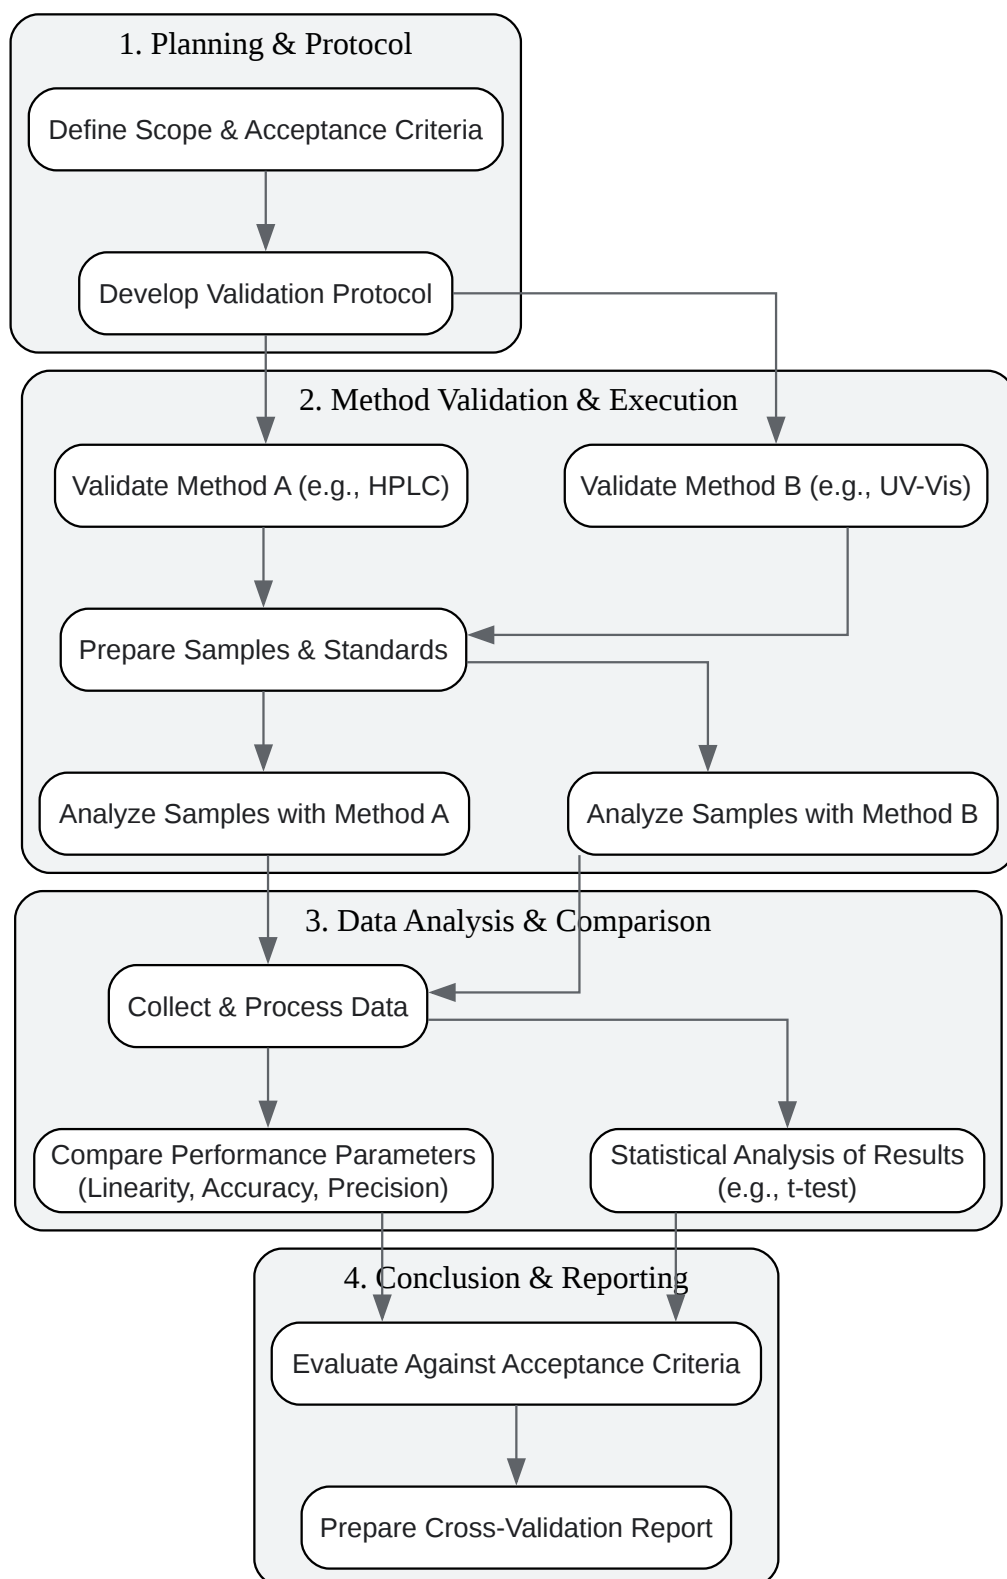 1. Planning & Protocol
Define Scope & Acceptance Criteria
Develop Validation Protocol
2. Method Validation & Execution
Validate Method A (e.g., HPLC)
Validate Method B (e.g., UV-Vis)
Prepare Samples & Standards
Analyze Samples with Method A
Analyze Samples with Method B
3. Data Analysis & Comparison
Collect & Process Data
Compare Performance Parameters
(Linearity, Accuracy, Precision)
Statistical Analysis of Results
(e.g., t-test)
4. Conclusion & Reporting
Evaluate Against Acceptance Criteria
Prepare Cross-Validation Report